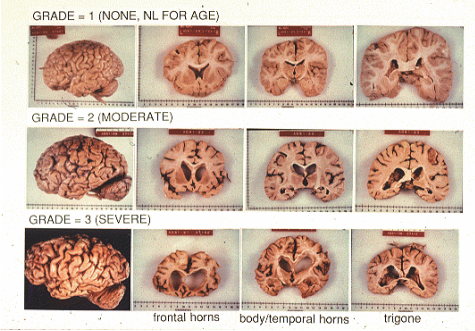 GRADE = 1 (NONE, NL FOR AGE)
GRADE = 2 (MODERATE)
GRADE = 3 (SEVERE)
frontal horns
body/temporal horns
trigone